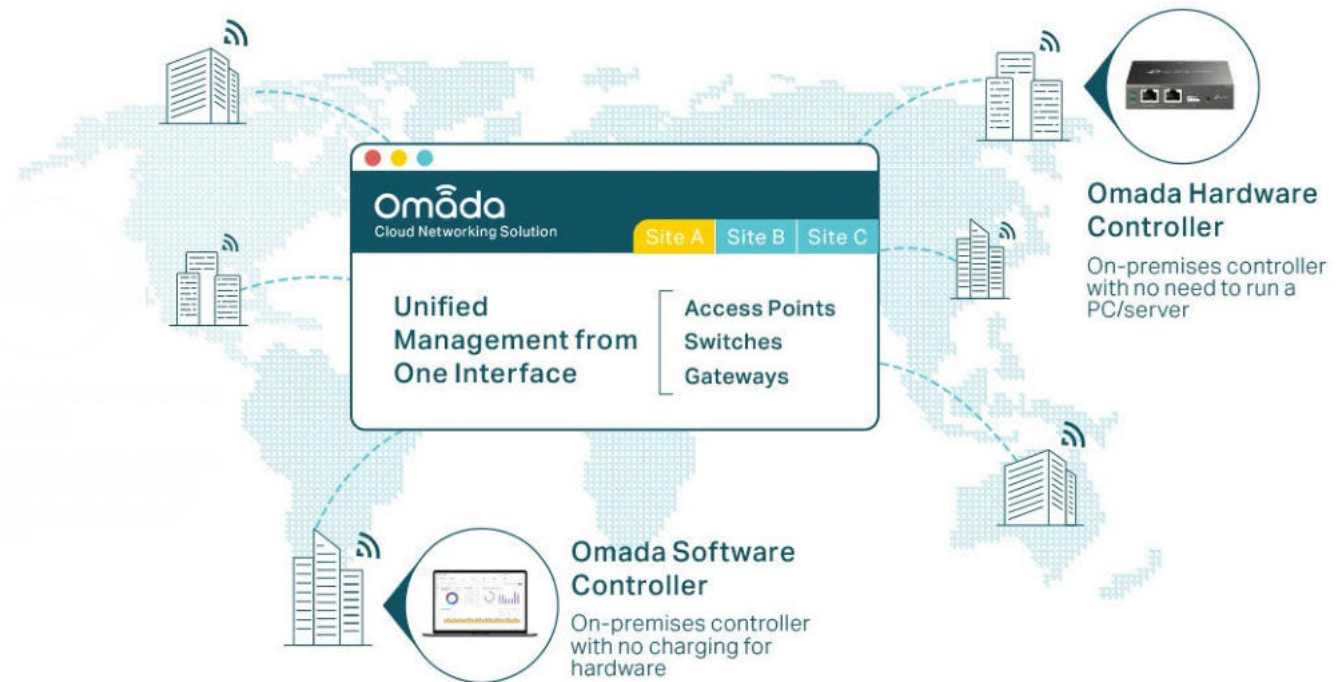 Omada
Cloud Networking Solution
Site A
Site B
Site C
Unified
Management from
One Interface
Access Points
Switches
Gateways
Omada Hardware
Controller
On-premises controller
with no need to run a
PC/server
Omada Software
Controller
On-premises controller
with no charging for
hardware